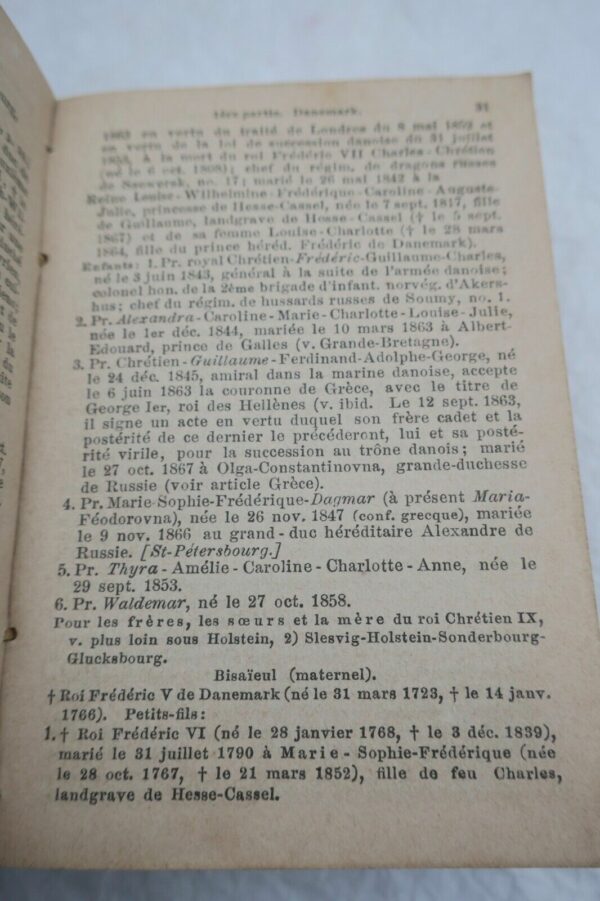 1ère partie. Danemark. 31
1863 en vertu du traité de Londres du 8 mai 1852 et
en vertu de la loi de succession danoise du 31 juillet
1853, à la mort du roi Frédéric VII Charles-Chrétien
(né le 6 oct. 1808); chef du régim. de dragons russes
no. 17; marié le 26 mai 1842 à la
Reine Louise-Wilhelmine-Frédérique-Caroline-Auguste-
Julie, princesse de Hesse-Cassel, née le 7 sept. 1817, fille
de Guillaume, landgrave de Hesse-Cassel († le 5 sept.
1867) et de sa femme Louise-Charlotte († le 28 mars
1864, fille du prince héréd. Frédéric de Danemark).
Enfants: 1. Pr. royal Chrétien-Frédéric-Guillaume-Charles,
né le 3 juin 1843, général à la suite de l'armée danoise;
colonel hon. de la 2ème brigade d'infant. norvég. d'Akers-
hus; chef du régim. de hussards russes de Soumy, no. 1.
2. Pr. Alexandra-Caroline-Marie-Charlotte-Louise-Julie,
née le 1er déc. 1844, mariée le 10 mars 1863 à Albert-
Edouard, prince de Galles (v. Grande-Bretagne).
3. Pr. Chrétien-Guillaume-Ferdinand-Adolphe-George, né
le 24 déc. 1845, amiral dans la marine danoise, accepte
le 6 juin 1863 la couronne de Grèce, avec le titre de
George Ier, roi des Hellènes (v. ibid. Le 12 sept. 1863,
il signe un acte en vertu duquel son frère cadet et la
postérité de ce dernier le précéderont, lui et sa posté-
rité virile, pour la succession au trône danois; marié
le 27 oct. 1867 à Olga-Constantinovna, grande-duchesse
de Russie (voir article Grèce).
4. Pr. Marie-Sophie-Frédérique-Dagmar (à présent Maria-
Féodorovna), née le 26 nov. 1847 (conf. grecque), mariée
le 9 nov. 1866 au grand-duc héréditaire Alexandre de
Russie. [St-Pétersbourg.]
5. Pr. Thyra-Amélie-Caroline-Charlotte-Anne, née le
29 sept. 1853.
6. Pr. Waldemar, né le 27 oct. 1858.
Pour les frères, les sœurs et la mère du roi Chrétien IX,
v. plus loin sous Holstein, 2) Slesvig-Holstein-Sonderbourg-
Glucksbourg.
Bisaïeul (maternel).
† Roi Frédéric V de Danemark (né le 31 mars 1723, † le 14 janv.
1766). Petits-fils:
1. † Roi Frédéric VI (né le 28 janvier 1768, † le 3 déc. 1839),
marié le 31 juillet 1790 à Marie-Sophie-Frédérique (née
le 28 oct. 1767, † le 21 mars 1852), fille de feu Charles,
landgrave de Hesse-Cassel.